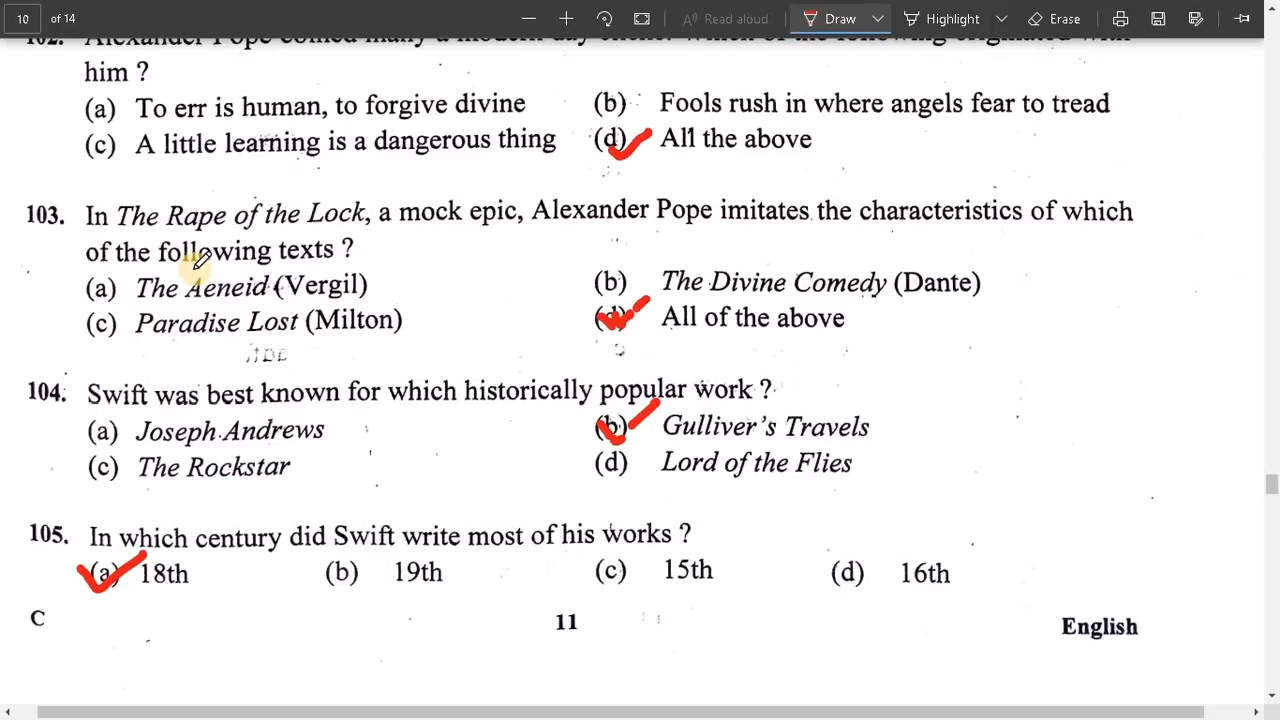 10 of 14
Read aloud Draw Highlight Erase
him ?
(a) To err is human, to forgive divine (b) Fools rush in where angels fear to tread
(c) A little learning is a dangerous thing (d) All the above
103. In The Rape of the Lock, a mock epic, Alexander Pope imitates the characteristics of which
of the following texts ?
(a) The Aeneid (Vergil) (b) The Divine Comedy (Dante)
(c) Paradise Lost (Milton) (d) All of the above
104. Swift was best known for which historically popular work ?
(a) Joseph Andrews (b) Gulliver's Travels
(c) The Rockstar (d) Lord of the Flies
105. In which century did Swift write most of his works ?
(a) 18th (b) 19th (c) 15th (d) 16th
C 11 English